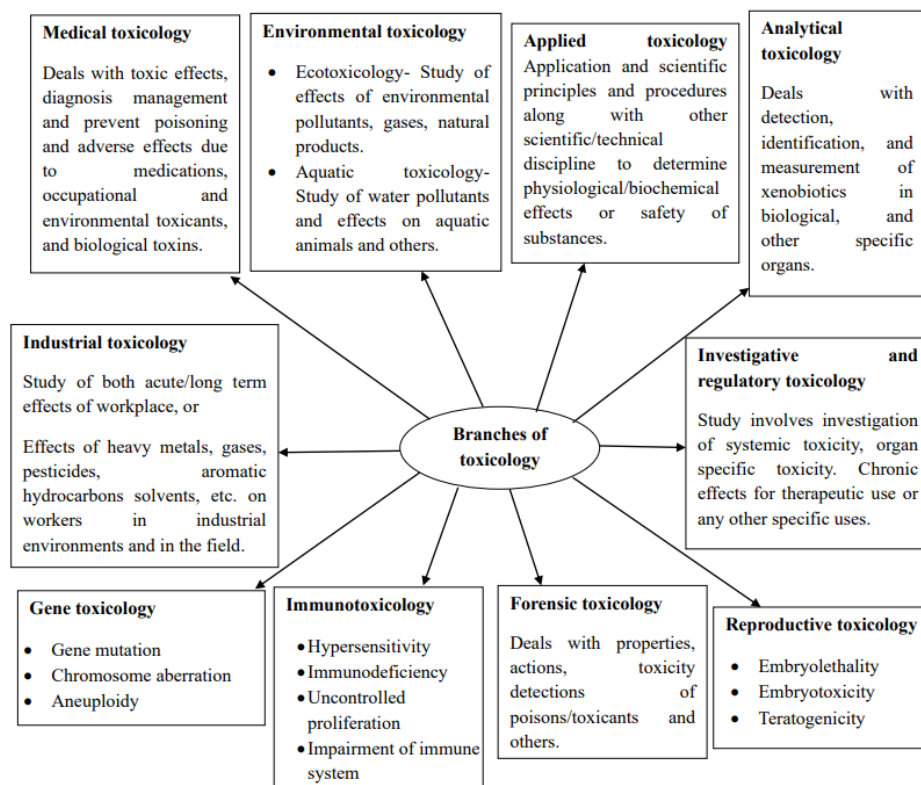 Medical toxicology
Deals with toxic effects,
diagnosis management
and prevent poisoning
and adverse effects due
to medications,
occupational and
environmental toxicants,
and biological toxins.
Environmental toxicology
• Ecotoxicology- Study of
effects of environmental
pollutants, gases, natural
products.
• Aquatic toxicology-
Study of water pollutants
and effects on aquatic
animals and others.
Applied toxicology
Application and scientific
principles and procedures
along with other
scientific/technical
discipline to determine
physiological/biochemical
effects or safety of
substances.
Analytical
toxicology
Deals with
detection,
identification, and
measurement of
xenobiotics in
biological, and
other specific
organs.
Industrial toxicology
Study of both acute/long term
effects of workplace, or
Effects of heavy metals, gases,
pesticides, aromatic
hydrocarbons solvents, etc. on
workers in industrial
environments and in the field.
Branches of
toxicology
Investigative and
regulatory toxicology
Study involves investigation
of systemic toxicity, organ
specific toxicity. Chronic
effects for therapeutic use or
any other specific uses.
Gene toxicology
• Gene mutation
• Chromosome aberration
• Aneuploidy
Immunotoxicology
• Hypersensitivity
• Immunodeficiency
• Uncontrolled
proliferation
• Impairment of immune
system
Forensic toxicology
Deals with properties,
actions, toxicity
detections of
poisons/toxicants and
others.
Reproductive toxicology
• Embryolethality
• Embryotoxicity
• Teratogenicity